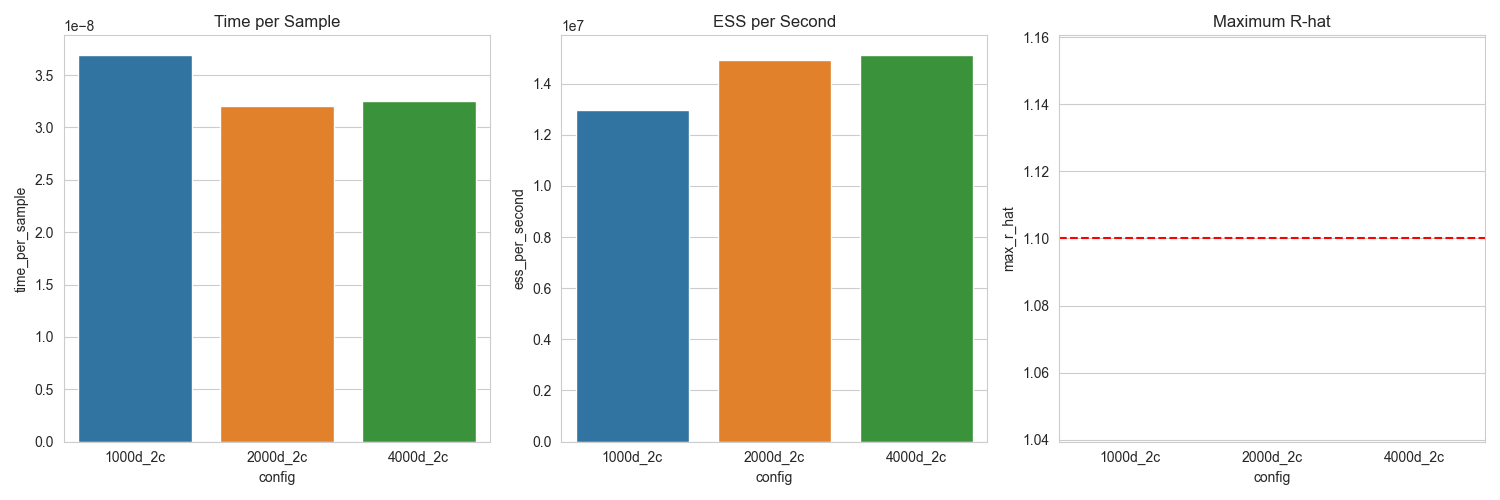 Time per Sample
1e−8
3.5
3.0
2.5
2.0
1.5
1.0
0.5
0.0
time_per_sample
1000d_2c 2000d_2c 4000d_2c
config
ESS per Second
1e7
1.4
1.2
1.0
0.8
0.6
0.4
0.2
0.0
ess_per_second
1000d_2c 2000d_2c 4000d_2c
config
Maximum R-hat
1.16
1.14
1.12
1.10
1.08
1.06
1.04
max_r_hat
1000d_2c 2000d_2c 4000d_2c
config